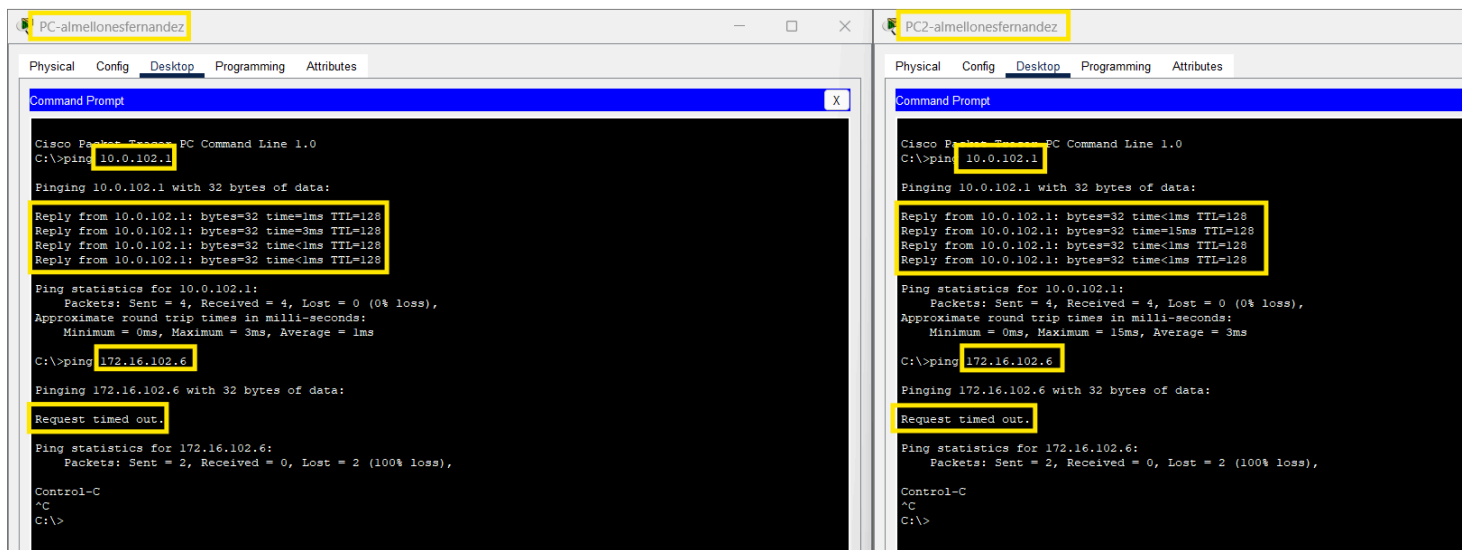 PC-almellonesfernandez
Physical Config Desktop Programming Attributes
Command Prompt X
Cisco Packet Tracer PC Command Line 1.0
C:\>ping 10.0.102.1
Pinging 10.0.102.1 with 32 bytes of data:
Reply from 10.0.102.1: bytes=32 time=1ms TTL=128
Reply from 10.0.102.1: bytes=32 time=3ms TTL=128
Reply from 10.0.102.1: bytes=32 time<1ms TTL=128
Reply from 10.0.102.1: bytes=32 time<1ms TTL=128
Ping statistics for 10.0.102.1:
Packets: Sent = 4, Received = 4, Lost = 0 (0% loss),
Approximate round trip times in milli-seconds:
Minimum = 0ms, Maximum = 3ms, Average = 1ms
C:\>ping 172.16.102.6
Pinging 172.16.102.6 with 32 bytes of data:
Request timed out.
Ping statistics for 172.16.102.6:
Packets: Sent = 2, Received = 0, Lost = 2 (100% loss),
Control-C
^C
C:\>
PC2-almellonesfernandez
Physical Config Desktop Programming Attributes
Command Prompt
Cisco Packet Tracer PC Command Line 1.0
C:\>ping 10.0.102.1
Pinging 10.0.102.1 with 32 bytes of data:
Reply from 10.0.102.1: bytes=32 time<1ms TTL=128
Reply from 10.0.102.1: bytes=32 time=15ms TTL=128
Reply from 10.0.102.1: bytes=32 time<1ms TTL=128
Reply from 10.0.102.1: bytes=32 time<1ms TTL=128
Ping statistics for 10.0.102.1:
Packets: Sent = 4, Received = 4, Lost = 0 (0% loss),
Approximate round trip times in milli-seconds:
Minimum = 0ms, Maximum = 15ms, Average = 3ms
C:\>ping 172.16.102.6
Pinging 172.16.102.6 with 32 bytes of data:
Request timed out.
Ping statistics for 172.16.102.6:
Packets: Sent = 2, Received = 0, Lost = 2 (100% loss),
Control-C
^C
C:\>